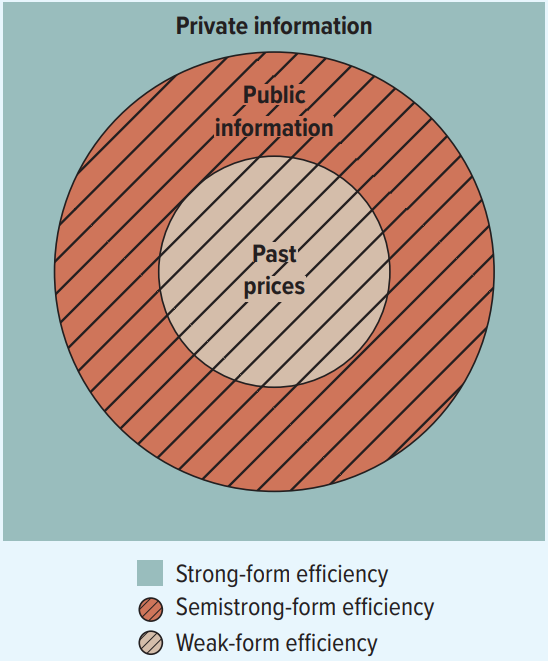 Private information
Public
information
Past
prices
Strong-form efficiency
Semistrong-form efficiency
Weak-form efficiency